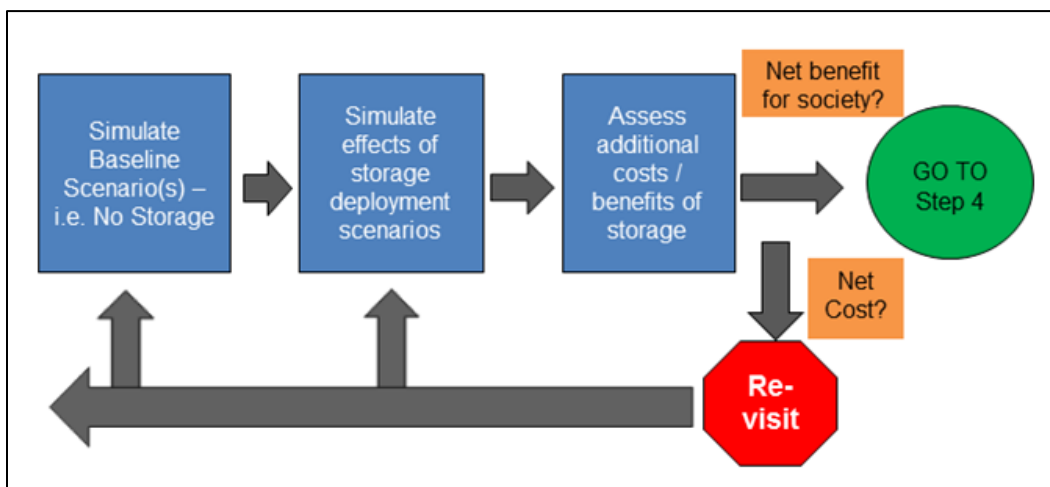 Simulate
Baseline
Scenario(s) –
i.e. No Storage
Simulate
effects of
storage
deployment
scenarios
Assess
additional
costs /
benefits of
storage
Net benefit
for society?
GO TO
Step 4
Net
Cost?
Re-
visit